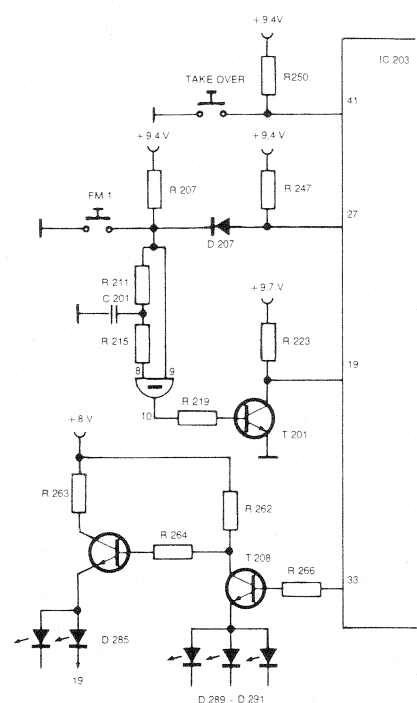 +9.4V
IC 203
R250
TAKE OVER
41
+9.4 V
+9.4 V
R 207
R 247
FM 1
27
D 207
R 211
C 201
+9.7 V
R 215
R 223
8
9
19
R 219
10
T 201
+8 V
R 263
R 262
R 264
T 208
R 266
33
D 285
19
D 289 - D 291